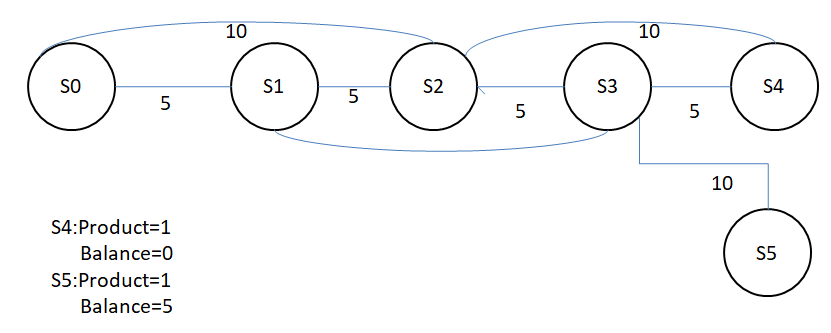 10
10
S0
S1
S2
S3
S4
5
5
5
5
10
S5
S4:Product=1
Balance=0
S5:Product=1
Balance=5